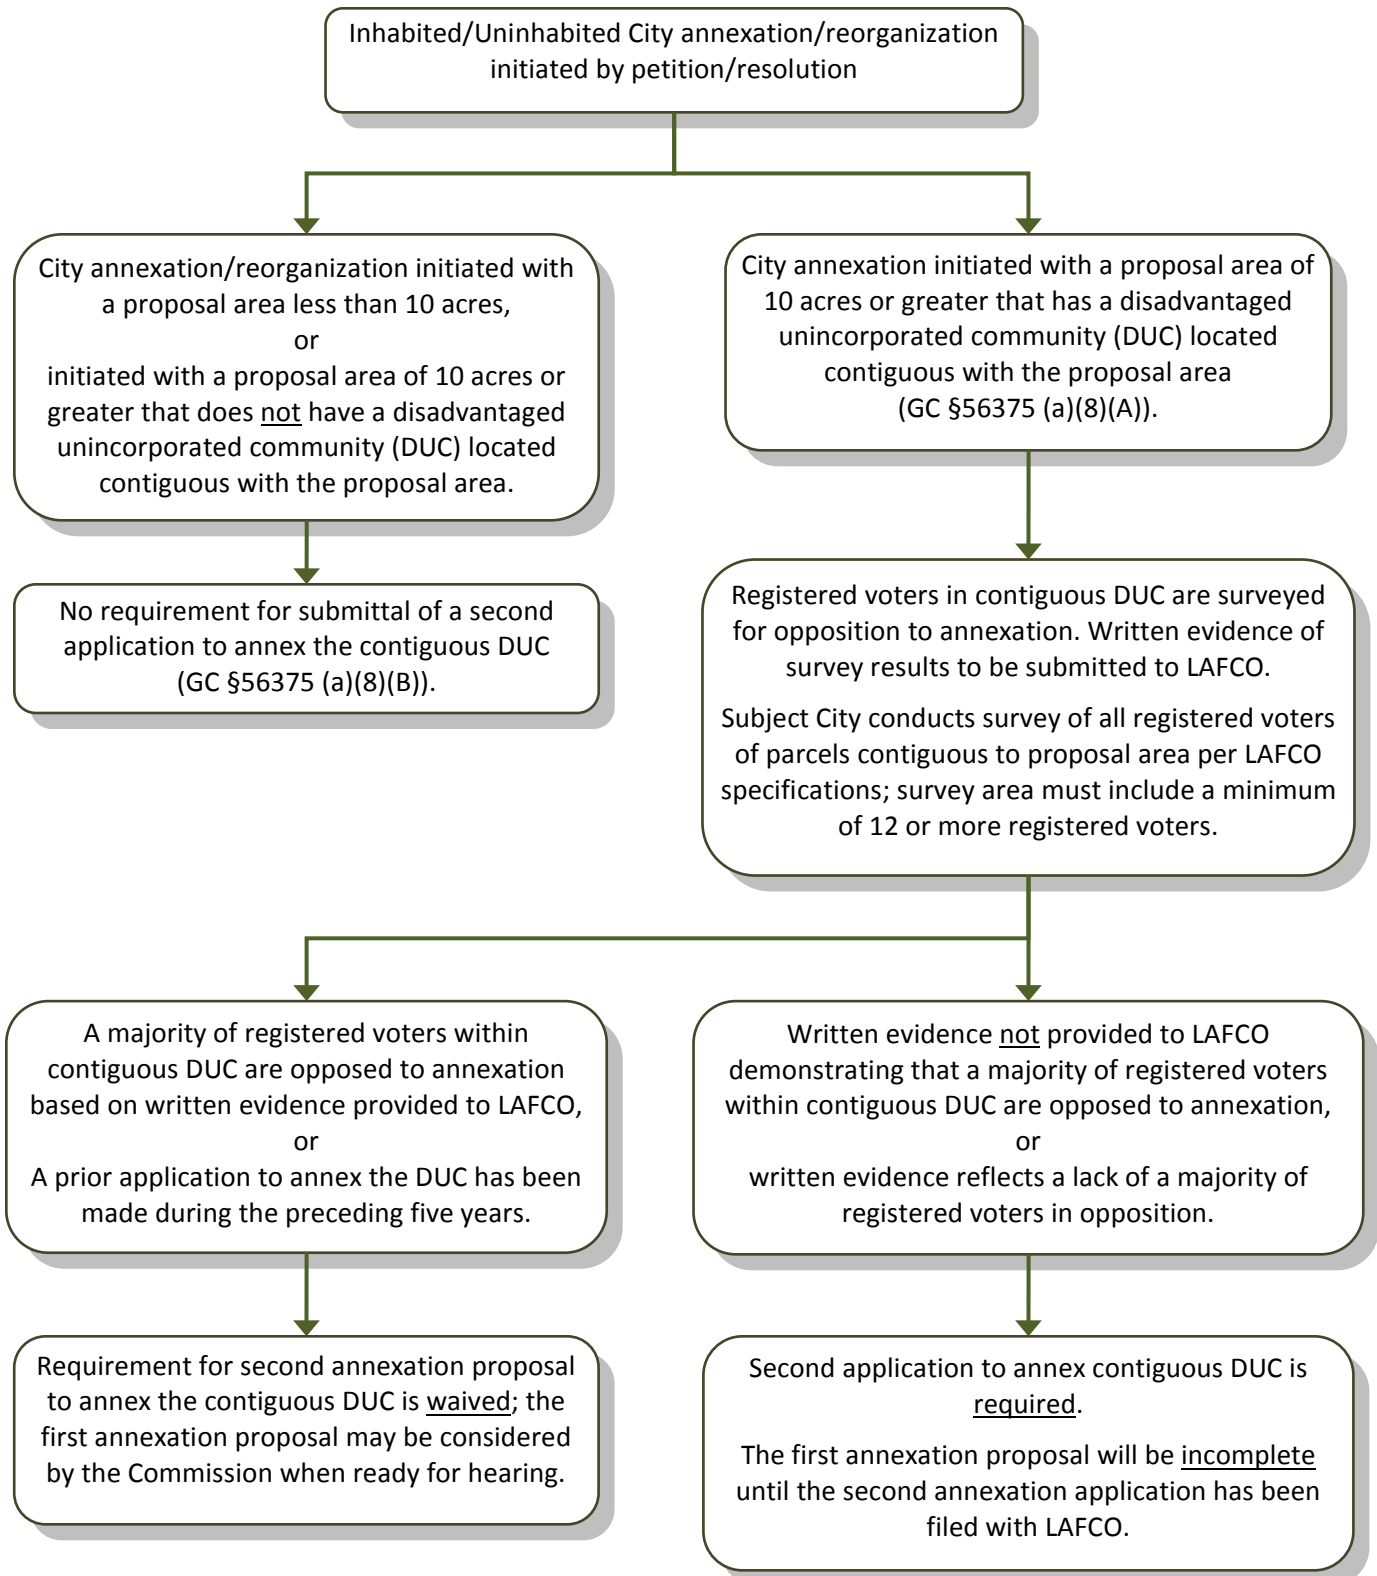 Inhabited/Uninhabited City annexation/reorganization
initiated by petition/resolution
City annexation/reorganization initiated with
a proposal area less than 10 acres,
or
initiated with a proposal area of 10 acres or
greater that does not have a disadvantaged
unincorporated community (DUC) located
contiguous with the proposal area.
City annexation initiated with a proposal area of
10 acres or greater that has a disadvantaged
unincorporated community (DUC) located
contiguous with the proposal area
(GC §56375 (a)(8)(A)).
No requirement for submittal of a second
application to annex the contiguous DUC
(GC §56375 (a)(8)(B)).
Registered voters in contiguous DUC are surveyed
for opposition to annexation. Written evidence of
survey results to be submitted to LAFCO.
Subject City conducts survey of all registered voters
of parcels contiguous to proposal area per LAFCO
specifications; survey area must include a minimum
of 12 or more registered voters.
A majority of registered voters within
contiguous DUC are opposed to annexation
based on written evidence provided to LAFCO,
or
A prior application to annex the DUC has been
made during the preceding five years.
Written evidence not provided to LAFCO
demonstrating that a majority of registered voters
within contiguous DUC are opposed to annexation,
or
written evidence reflects a lack of a majority of
registered voters in opposition.
Requirement for second annexation proposal
to annex the contiguous DUC is waived; the
first annexation proposal may be considered
by the Commission when ready for hearing.
Second application to annex contiguous DUC is
required.
The first annexation proposal will be incomplete
until the second annexation application has been
filed with LAFCO.